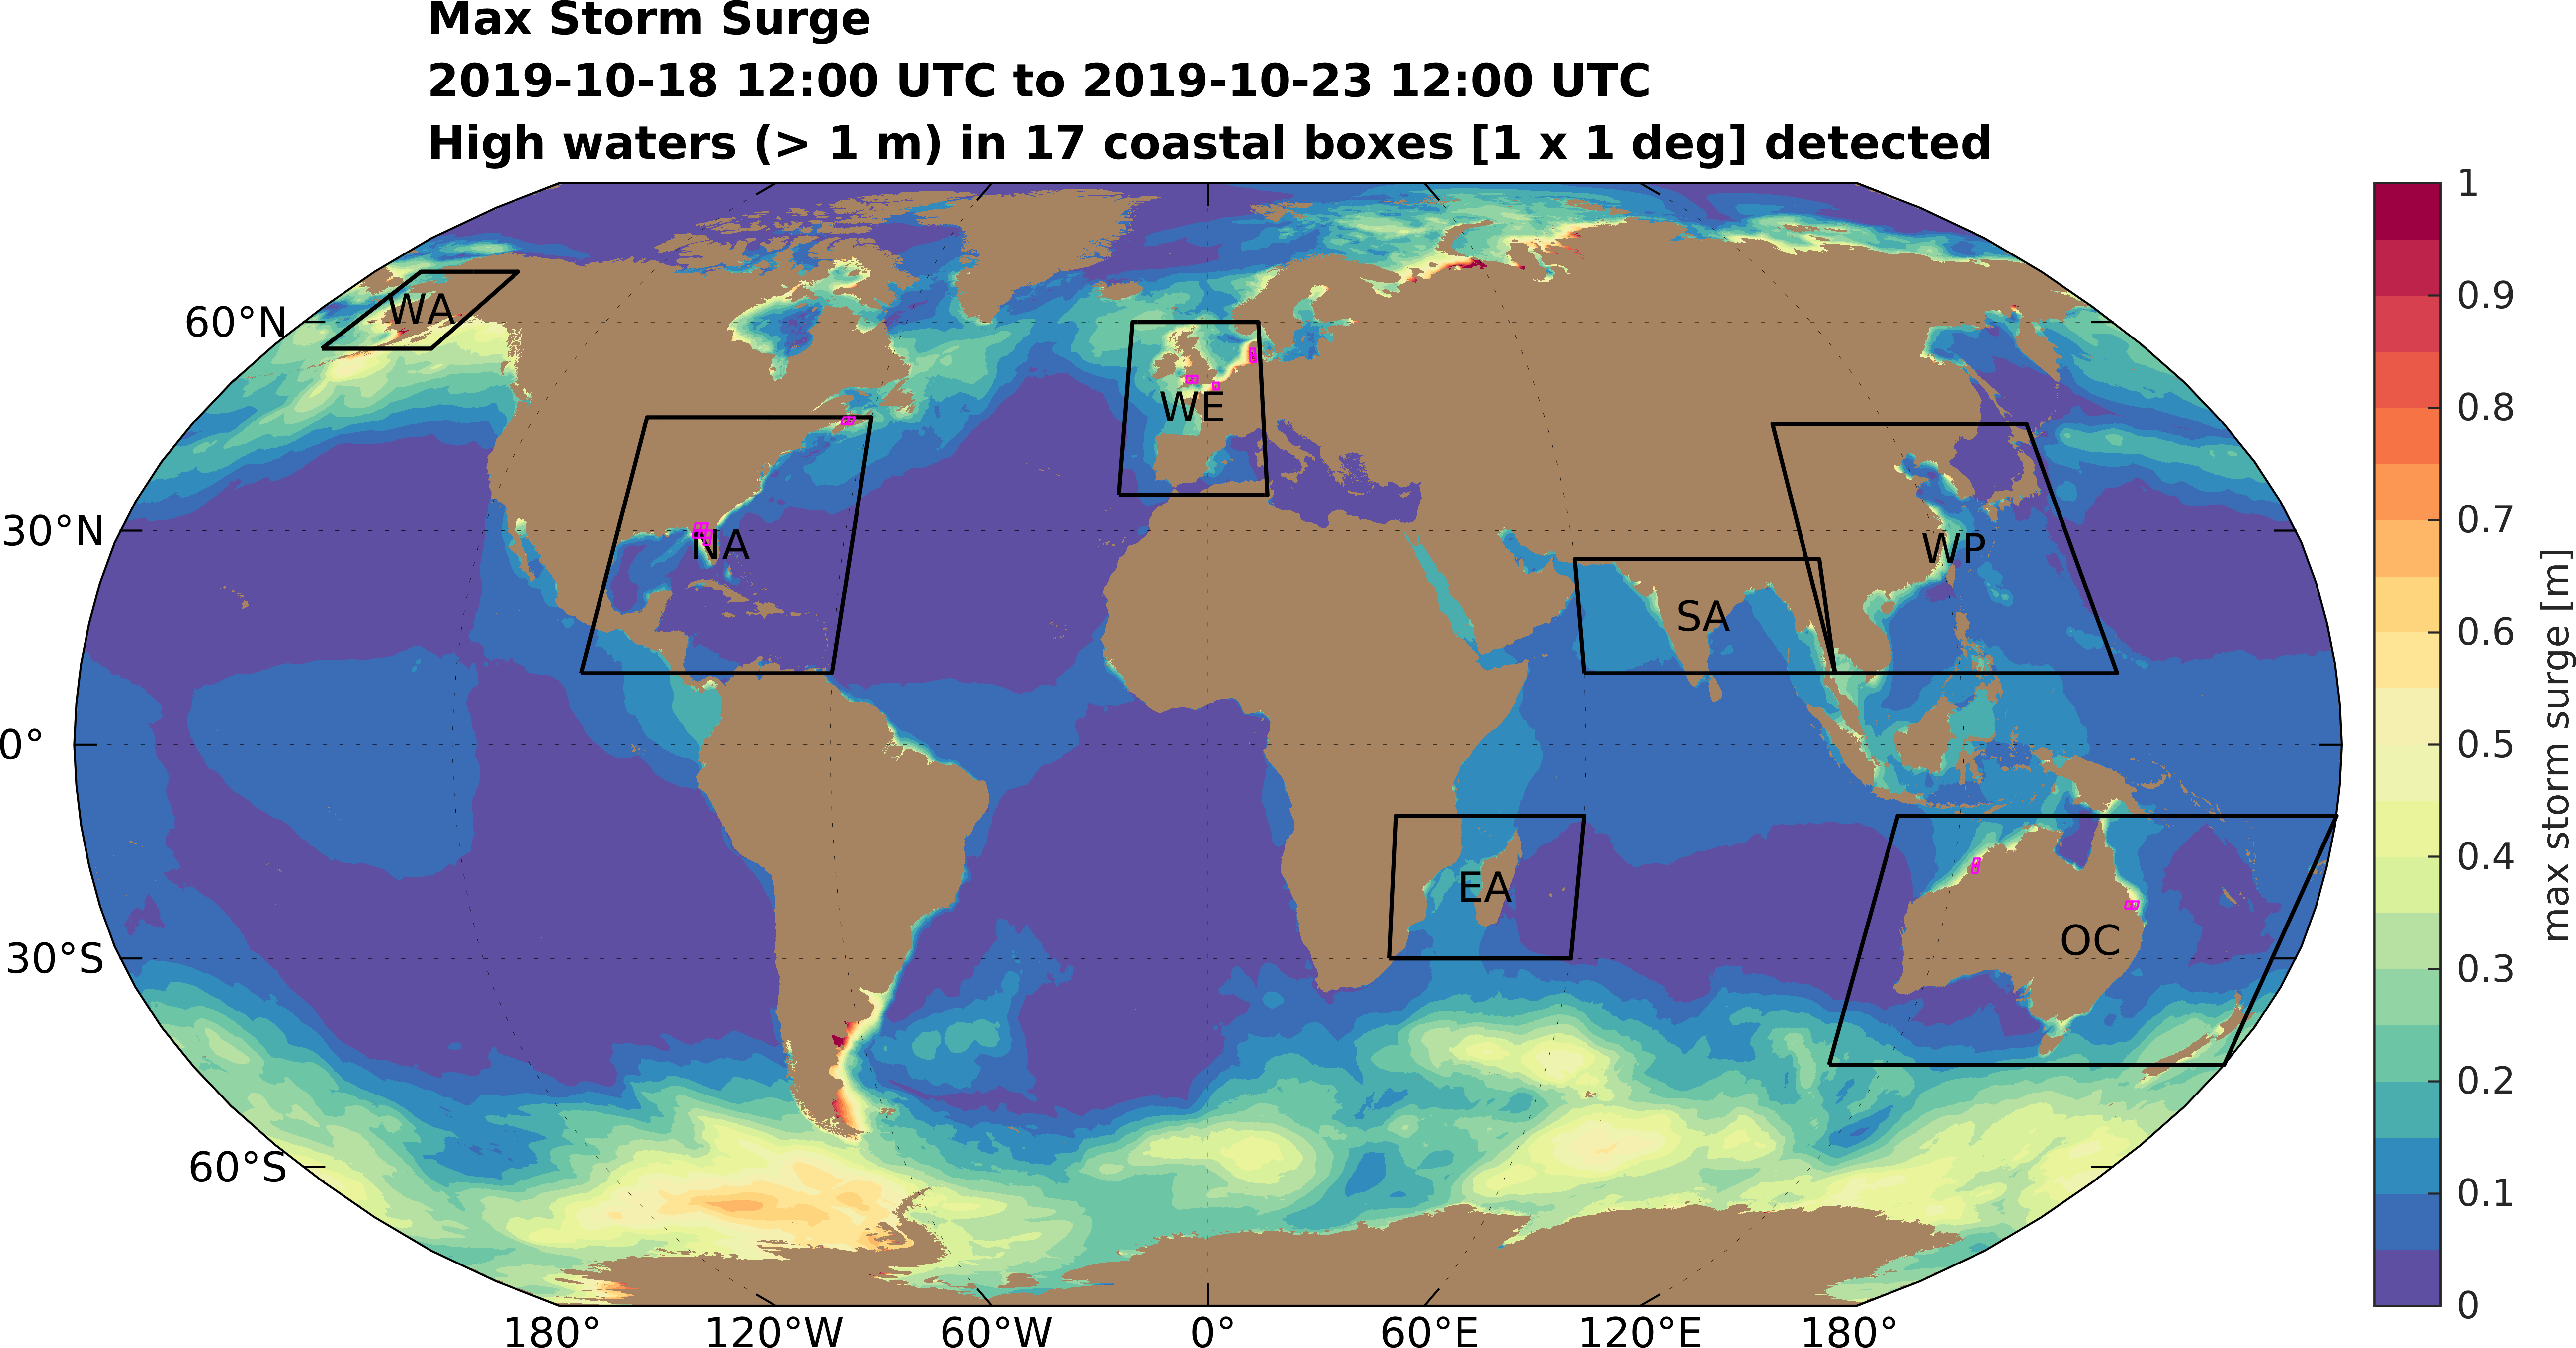 Max Storm Surge
2019-10-18 12:00 UTC to 2019-10-23 12:00 UTC
High waters (> 1 m) in 17 coastal boxes [1 x 1 deg] detected
60°N
30°N
0°
30°S
60°S
180°
120°W
60°W
0°
60°E
120°E
180°
WA
NA
WE
SA
WP
EA
OC
1
0.9
0.8
0.7
0.6
0.5
0.4
0.3
0.2
0.1
0
max storm surge [m]